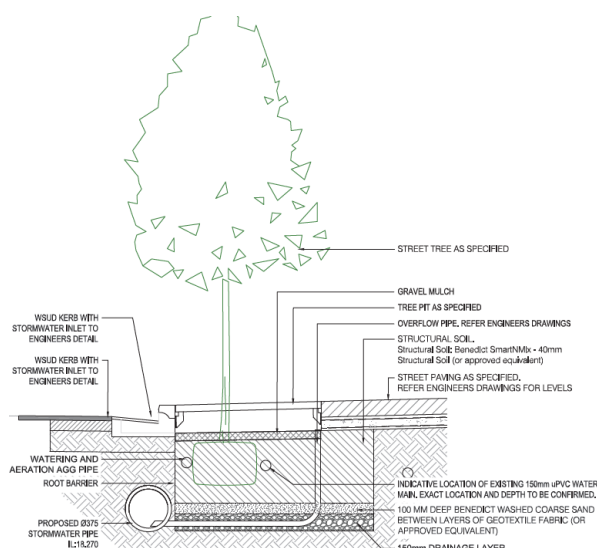 STREET TREE AS SPECIFIED
GRAVEL MULCH
TREE PIT AS SPECIFIED
OVERFLOW PIPE. REFER ENGINEERS DRAWINGS
STRUCTURAL SOIL.
Structural Soil: Benedict SmartNMix - 40mm
Structural Soil (or approved equivalent)
STREET PAVING AS SPECIFIED.
REFER ENGINEERS DRAWINGS FOR LEVELS
INDICATIVE LOCATION OF EXISTING 150mm uPVC WATER
MAIN. EXACT LOCATION AND DEPTH TO BE CONFIRMED.
100 MM DEEP BENEDICT WASHED COARSE SAND
BETWEEN LAYERS OF GEOTEXTILE FABRIC (OR
APPROVED EQUIVALENT)
150mm DRAINAGE LAYER
WSUD KERB WITH
STORMWATER INLET TO
ENGINEERS DETAIL
WSUD KERB WITH
STORMWATER INLET TO
ENGINEERS DETAIL
WATERING AND
AERATION AGG PIPE
ROOT BARRIER
PROPOSED Ø375
STORMWATER PIPE
IL:18.270